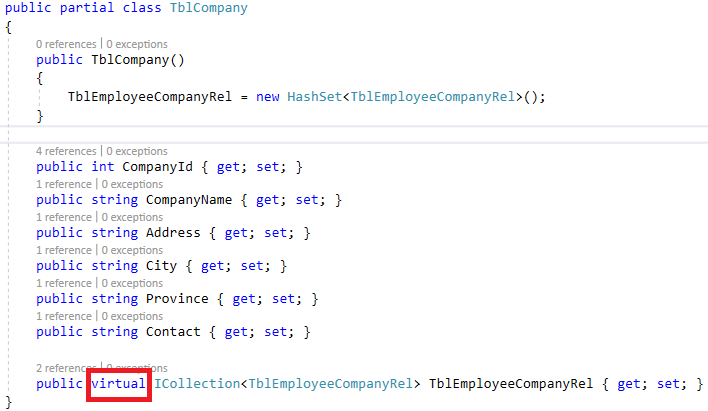 public partial class TblCompany
{
0 references | 0 exceptions
public TblCompany()
{
TblEmployeeCompanyRel = new HashSet<TblEmployeeCompanyRel>();
}
4 references | 0 exceptions
public int CompanyId { get; set; }
1 reference | 0 exceptions
public string CompanyName { get; set; }
1 reference | 0 exceptions
public string Address { get; set; }
1 reference | 0 exceptions
public string City { get; set; }
1 reference | 0 exceptions
public string Province { get; set; }
1 reference | 0 exceptions
public string Contact { get; set; }
2 references | 0 exceptions
public virtual ICollection<TblEmployeeCompanyRel> TblEmployeeCompanyRel { get; set; }
}